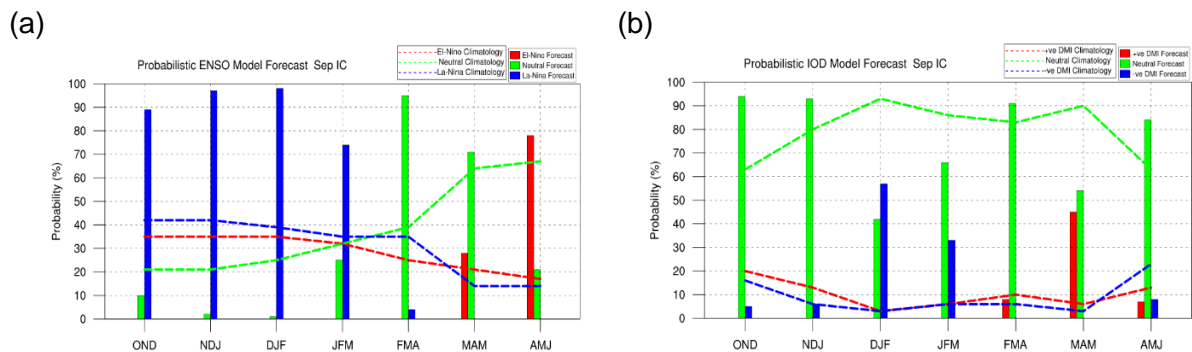 (a)
El-Nino Climatology
Neutral Climatology
La-Nina Climatology
El-Nino Forecast
Neutral Forecast
La-Nina Forecast
Probabilistic ENSO Model Forecast Sep IC
Probability (%)
100
90
80
70
60
50
40
30
20
10
0
OND NDJ DJF JFM FMA MAM AMJ
(b)
+ve DMI Climatology
Neutral Climatology
-ve DMI Climatology
+ve DMI Forecast
Neutral Forecast
-ve DMI Forecast
Probabilistic IOD Model Forecast Sep IC
Probability (%)
100
90
80
70
60
50
40
30
20
10
0
OND NDJ DJF JFM FMA MAM AMJ